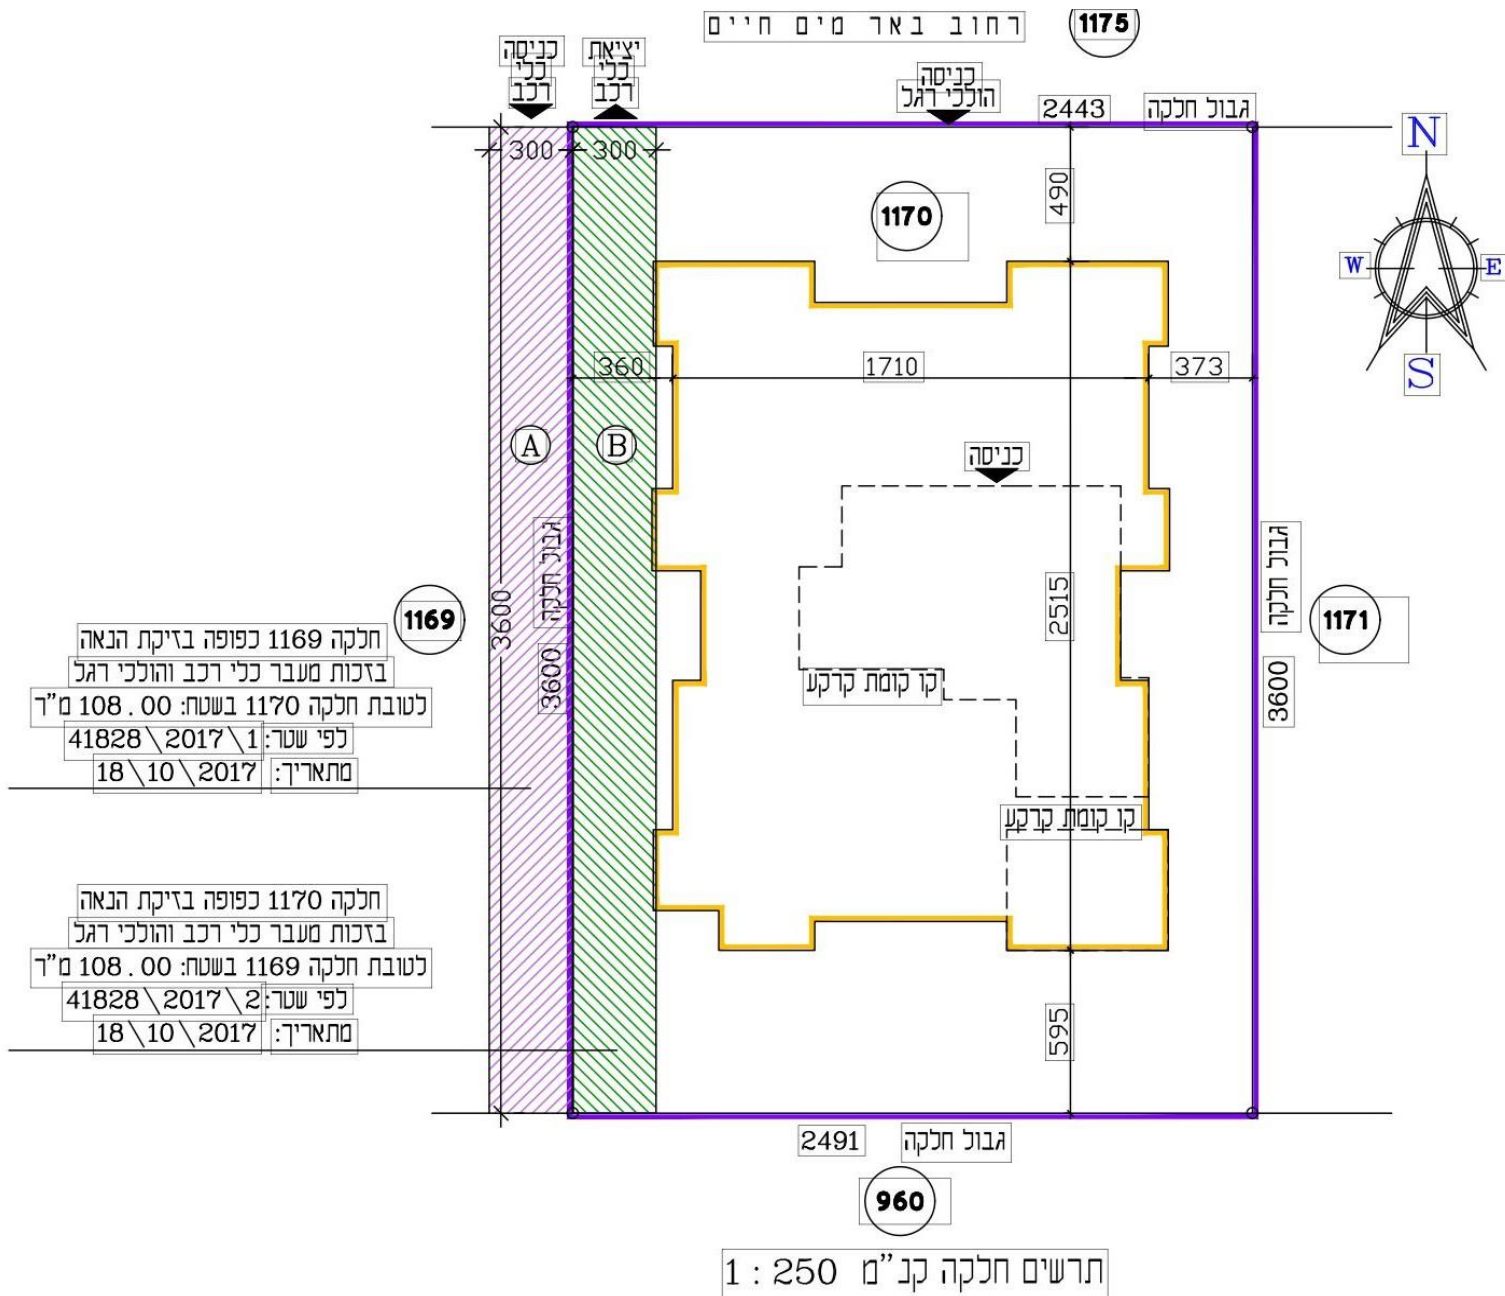 רחוב באר מים חיים
1175
כניסה
כלי
רכב
יציאת
כלי
רכב
כניסה
הולכי רגל
2443
גבול חלקה
300
300
N
W
E
S
490
1170
360
1710
373
A
B
כניסה
גבול חלקה
3600
3600
1169
2515
גבול חלקה
3600
1171
קו קומת קרקע
קו קומת קרקע
חלקה 1169 כפופה בזיקת הנאה
בזכות מעבר כלי רכב והולכי רגל
לטובת חלקה 1170 בשטח: 108.00 מ"ר
לפי שטר: 41828\2017\1
מתאריך: 18\10\2017
חלקה 1170 כפופה בזיקת הנאה
בזכות מעבר כלי רכב והולכי רגל
לטובת חלקה 1169 בשטח: 108.00 מ"ר
לפי שטר: 41828\2017\2
מתאריך: 18\10\2017
595
2491
גבול חלקה
960
תרשים חלקה קנ"מ 250 : 1